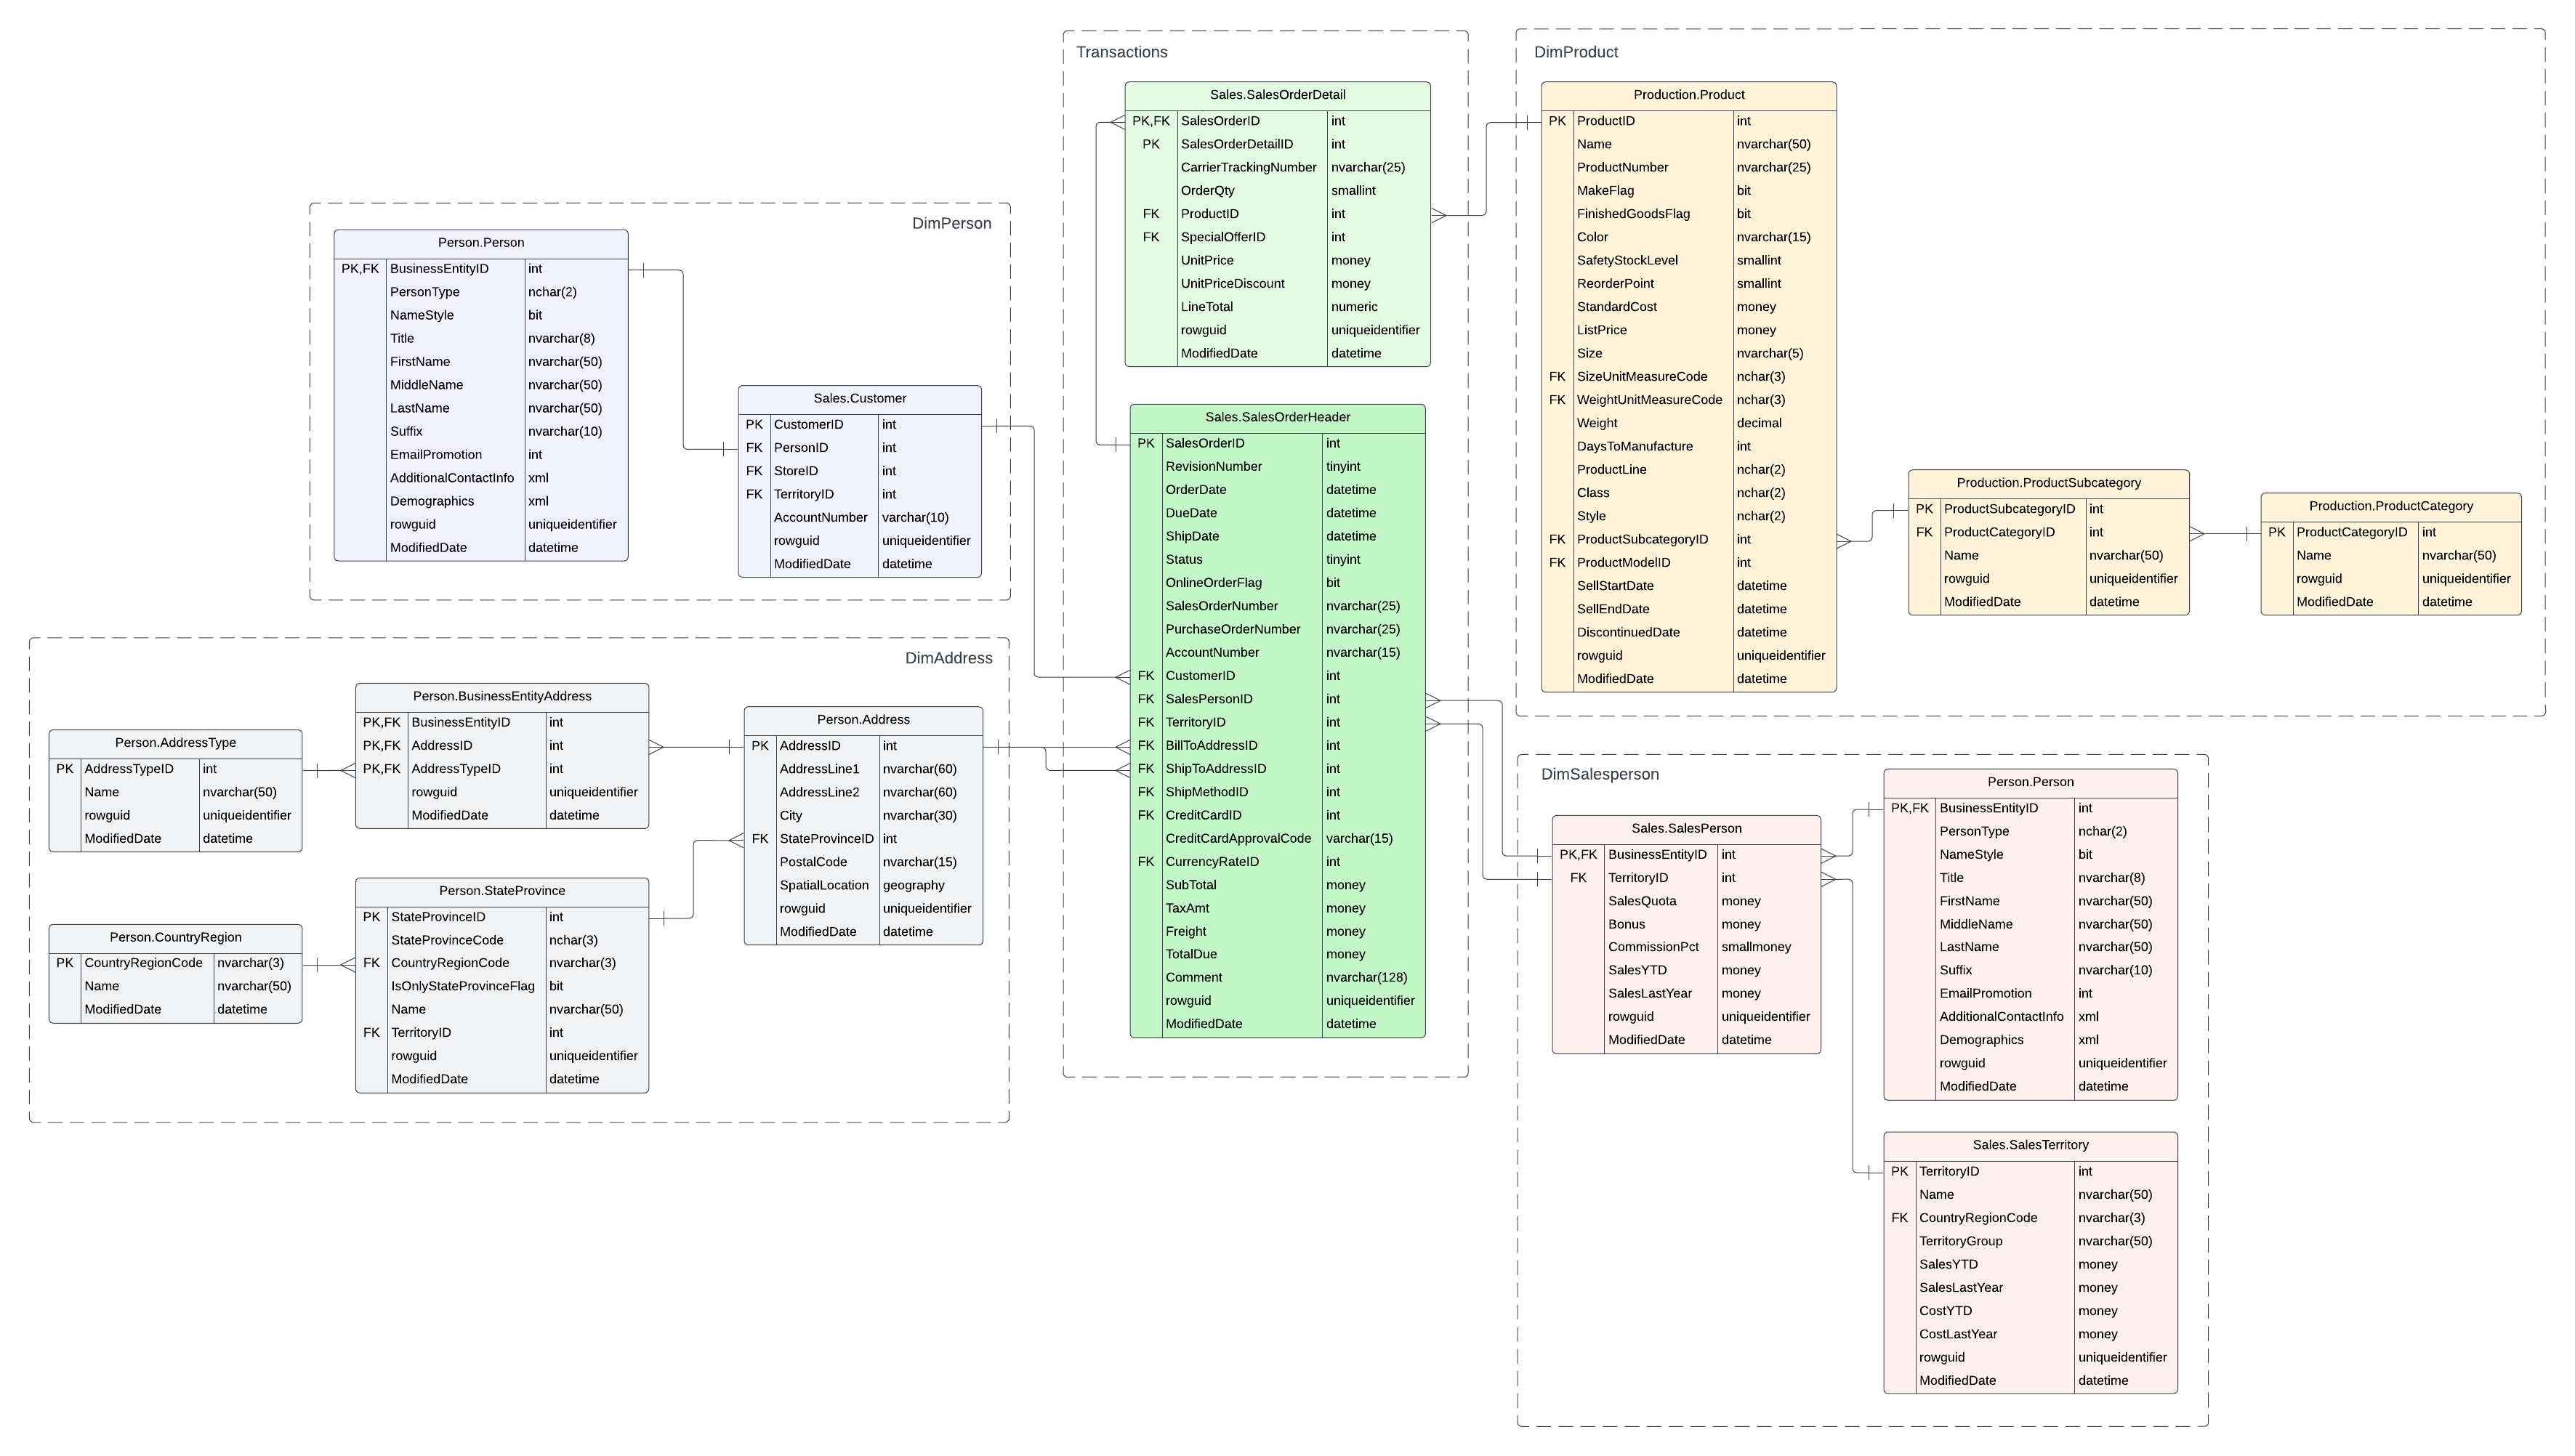 Transactions
Sales.SalesOrderDetail
PK,FK SalesOrderID int
PK SalesOrderDetailID int
CarrierTrackingNumber nvarchar(25)
OrderQty smallint
FK ProductID int
FK SpecialOfferID int
UnitPrice money
UnitPriceDiscount money
LineTotal numeric
rowguid uniqueidentifier
ModifiedDate datetime
Sales.SalesOrderHeader
PK SalesOrderID int
RevisionNumber tinyint
OrderDate datetime
DueDate datetime
ShipDate datetime
Status tinyint
OnlineOrderFlag bit
SalesOrderNumber nvarchar(25)
PurchaseOrderNumber nvarchar(25)
AccountNumber nvarchar(15)
FK CustomerID int
FK SalesPersonID int
FK TerritoryID int
FK BillToAddressID int
FK ShipToAddressID int
FK ShipMethodID int
FK CreditCardID int
CreditCardApprovalCode varchar(15)
FK CurrencyRateID int
SubTotal money
TaxAmt money
Freight money
TotalDue money
Comment nvarchar(128)
rowguid uniqueidentifier
ModifiedDate datetime
DimProduct
Production.Product
PK ProductID int
Name nvarchar(50)
ProductNumber nvarchar(25)
MakeFlag bit
FinishedGoodsFlag bit
Color nvarchar(15)
SafetyStockLevel smallint
ReorderPoint smallint
StandardCost money
ListPrice money
Size nvarchar(5)
FK SizeUnitMeasureCode nchar(3)
FK WeightUnitMeasureCode nchar(3)
Weight decimal
DaysToManufacture int
ProductLine nchar(2)
Class nchar(2)
Style nchar(2)
FK ProductSubcategoryID int
FK ProductModelID int
SellStartDate datetime
SellEndDate datetime
DiscontinuedDate datetime
rowguid uniqueidentifier
ModifiedDate datetime
Production.ProductSubcategory
PK ProductSubcategoryID int
FK ProductCategoryID int
Name nvarchar(50)
rowguid uniqueidentifier
ModifiedDate datetime
Production.ProductCategory
PK ProductCategoryID int
Name nvarchar(50)
rowguid uniqueidentifier
ModifiedDate datetime
DimPerson
Person.Person
PK,FK BusinessEntityID int
PersonType nchar(2)
NameStyle bit
Title nvarchar(8)
FirstName nvarchar(50)
MiddleName nvarchar(50)
LastName nvarchar(50)
Suffix nvarchar(10)
EmailPromotion int
AdditionalContactInfo xml
Demographics xml
rowguid uniqueidentifier
ModifiedDate datetime
Sales.Customer
PK CustomerID int
FK PersonID int
FK StoreID int
FK TerritoryID int
AccountNumber varchar(10)
rowguid uniqueidentifier
ModifiedDate datetime
DimAddress
Person.AddressType
PK AddressTypeID int
Name nvarchar(50)
rowguid uniqueidentifier
ModifiedDate datetime
Person.BusinessEntityAddress
PK,FK BusinessEntityID int
PK,FK AddressID int
PK,FK AddressTypeID int
rowguid uniqueidentifier
ModifiedDate datetime
Person.Address
PK AddressID int
AddressLine1 nvarchar(60)
AddressLine2 nvarchar(60)
City nvarchar(30)
FK StateProvinceID int
PostalCode nvarchar(15)
SpatialLocation geography
rowguid uniqueidentifier
ModifiedDate datetime
Person.CountryRegion
PK CountryRegionCode nvarchar(3)
Name nvarchar(50)
ModifiedDate datetime
Person.StateProvince
PK StateProvinceID int
StateProvinceCode nchar(3)
FK CountryRegionCode nvarchar(3)
IsOnlyStateProvinceFlag bit
Name nvarchar(50)
FK TerritoryID int
rowguid uniqueidentifier
ModifiedDate datetime
DimSalesperson
Sales.SalesPerson
PK,FK BusinessEntityID int
FK TerritoryID int
SalesQuota money
Bonus money
CommissionPct smallmoney
SalesYTD money
SalesLastYear money
rowguid uniqueidentifier
ModifiedDate datetime
Person.Person
PK,FK BusinessEntityID int
PersonType nchar(2)
NameStyle bit
Title nvarchar(8)
FirstName nvarchar(50)
MiddleName nvarchar(50)
LastName nvarchar(50)
Suffix nvarchar(10)
EmailPromotion int
AdditionalContactInfo xml
Demographics xml
rowguid uniqueidentifier
ModifiedDate datetime
Sales.SalesTerritory
PK TerritoryID int
Name nvarchar(50)
FK CountryRegionCode nvarchar(3)
TerritoryGroup nvarchar(50)
SalesYTD money
SalesLastYear money
CostYTD money
CostLastYear money
rowguid uniqueidentifier
ModifiedDate datetime